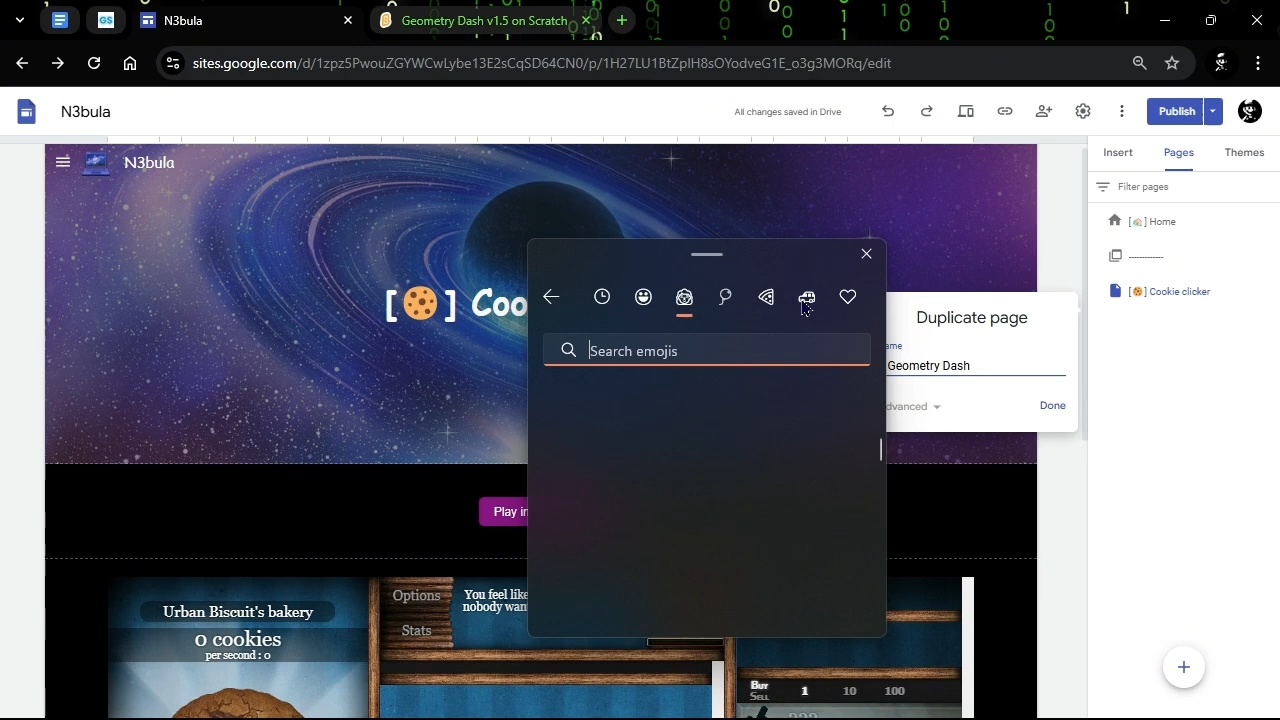 N3bula
Geometry Dash v1.5 on Scratch
sites.google.com/d/1zpz5PwouZGYWCwLybe13E2sCqSD64CN0/p/1H27LU1BtZpIH8sOYodveG1E_o3g3MORq/edit
N3bula
All changes saved in Drive
Publish
Insert
Pages
Themes
Filter pages
N3bula
[🏠] Home
------------
[🍪] Cookie clicker
[🍪] Coo
Search emojis
Duplicate page
ame
Geometry Dash
dvanced
Done
Play in
Urban Biscuit's bakery
0 cookies
per second : 0
Options
Stats
You feel like
nobody wan
Buy
Sell
1
10
100
???